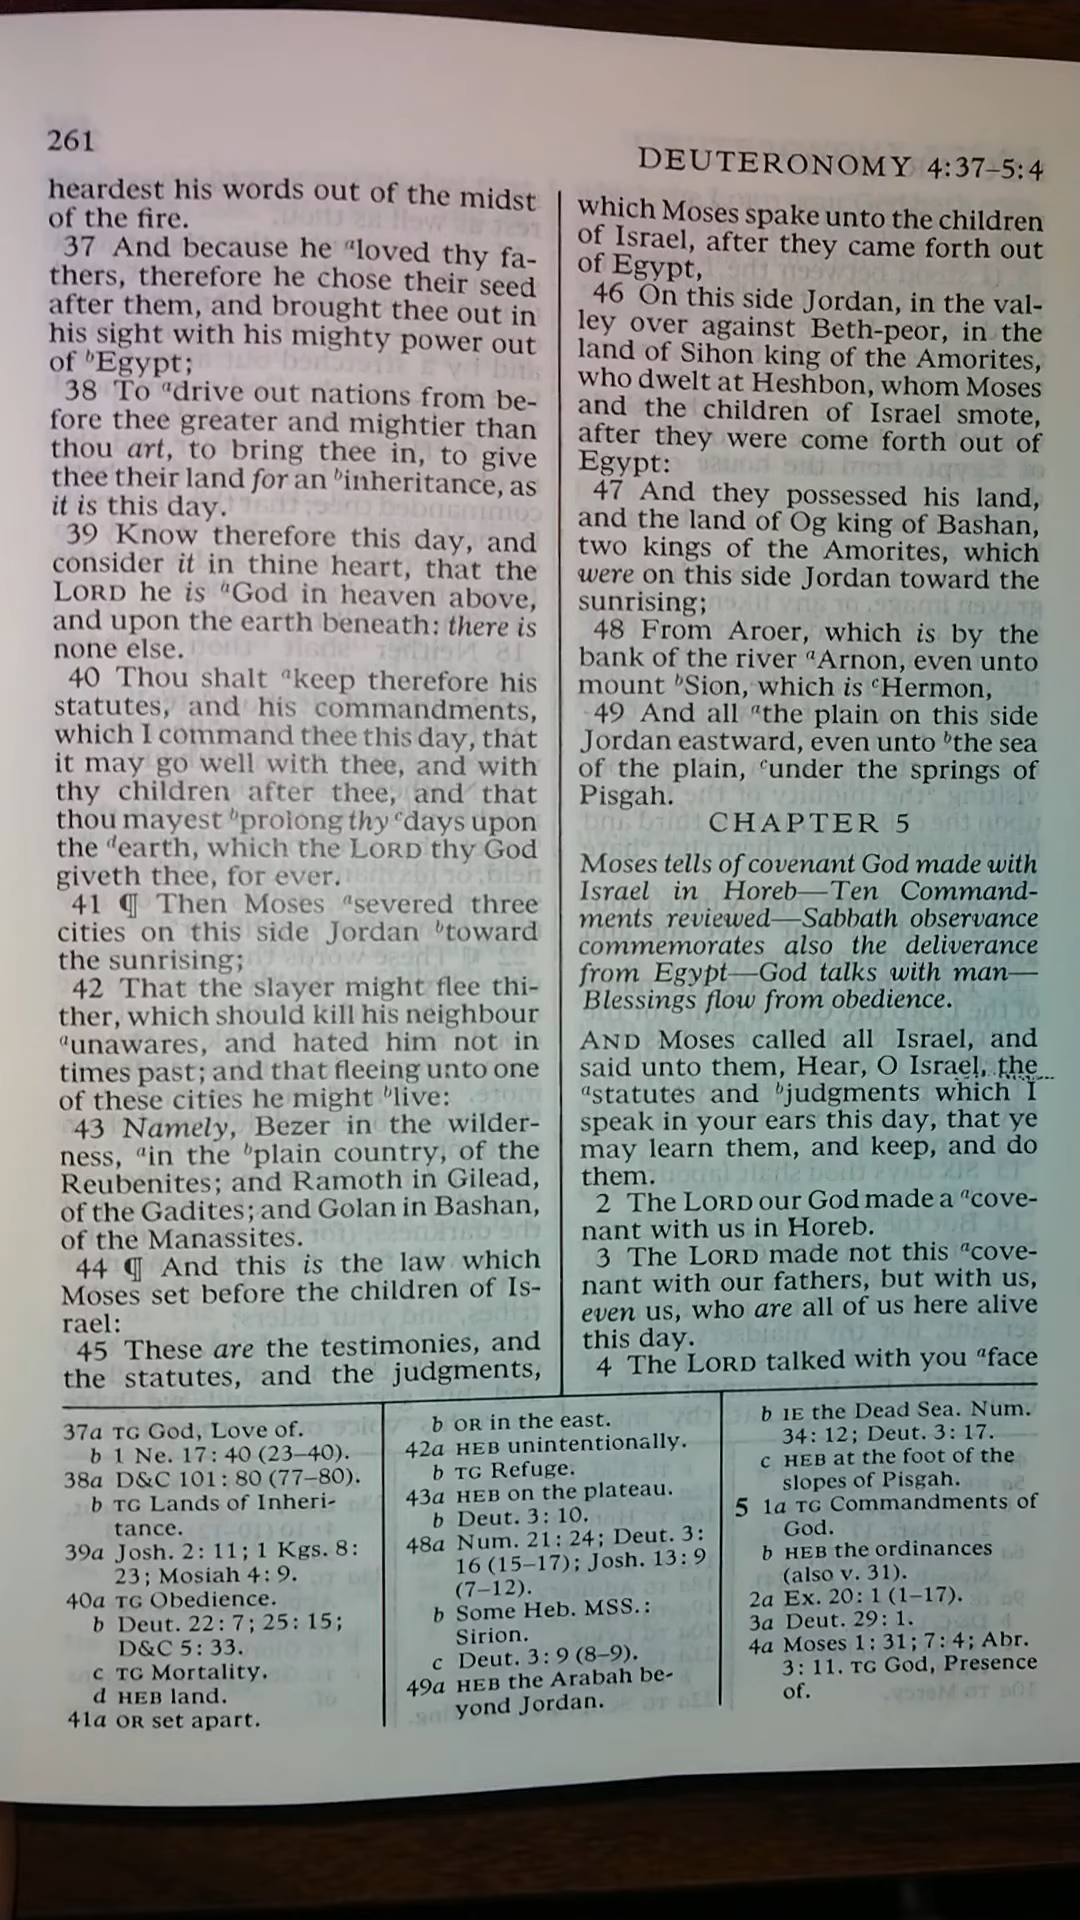 261
DEUTERONOMY 4:37–5:4
heardest his words out of the midst
of the fire.
37 And because he ᵃloved thy fa-
thers, therefore he chose their seed
after them, and brought thee out in
his sight with his mighty power out
of ᵇEgypt;
38 To ᵃdrive out nations from be-
fore thee greater and mightier than
thou art, to bring thee in, to give
thee their land for an ᵇinheritance, as
it is this day.
39 Know therefore this day, and
consider it in thine heart, that the
LORD he is ᵃGod in heaven above,
and upon the earth beneath: there is
none else.
40 Thou shalt ᵃkeep therefore his
statutes, and his commandments,
which I command thee this day, that
it may go well with thee, and with
thy children after thee, and that
thou mayest ᵇprolong thy ᶜdays upon
the ᵈearth, which the LORD thy God
giveth thee, for ever.
41 ¶ Then Moses ᵃsevered three
cities on this side Jordan ᵇtoward
the sunrising;
42 That the slayer might flee thi-
ther, which should kill his neighbour
ᵃunawares, and hated him not in
times past; and that fleeing unto one
of these cities he might ᵇlive:
43 Namely, Bezer in the wilder-
ness, ᵃin the ᵇplain country, of the
Reubenites; and Ramoth in Gilead,
of the Gadites; and Golan in Bashan,
of the Manassites.
44 ¶ And this is the law which
Moses set before the children of Is-
rael:
45 These are the testimonies, and
the statutes, and the judgments,
which Moses spake unto the children
of Israel, after they came forth out
of Egypt,
46 On this side Jordan, in the val-
ley over against Beth-peor, in the
land of Sihon king of the Amorites,
who dwelt at Heshbon, whom Moses
and the children of Israel smote,
after they were come forth out of
Egypt:
47 And they possessed his land,
and the land of Og king of Bashan,
two kings of the Amorites, which
were on this side Jordan toward the
sunrising;
48 From Aroer, which is by the
bank of the river ᵃArnon, even unto
mount ᵇSion, which is ᶜHermon,
49 And all ᵃthe plain on this side
Jordan eastward, even unto ᵇthe sea
of the plain, ᶜunder the springs of
Pisgah.
CHAPTER 5
Moses tells of covenant God made with
Israel in Horeb—Ten Command-
ments reviewed—Sabbath observance
commemorates also the deliverance
from Egypt—God talks with man—
Blessings flow from obedience.
AND Moses called all Israel, and
said unto them, Hear, O Israel, the
ᵃstatutes and ᵇjudgments which I
speak in your ears this day, that ye
may learn them, and keep, and do
them.
2 The LORD our God made a ᵃcove-
nant with us in Horeb.
3 The LORD made not this ᵃcove-
nant with our fathers, but with us,
even us, who are all of us here alive
this day.
4 The LORD talked with you ᵃface
37a TG God, Love of.
b 1 Ne. 17: 40 (23–40).
38a D&C 101: 80 (77–80).
b TG Lands of Inheri-
tance.
39a Josh. 2: 11; 1 Kgs. 8:
23; Mosiah 4: 9.
40a TG Obedience.
b Deut. 22: 7; 25: 15;
D&C 5: 33.
c TG Mortality.
d HEB land.
41a OR set apart.
b OR in the east.
42a HEB unintentionally.
b TG Refuge.
43a HEB on the plateau.
b Deut. 3: 10.
48a Num. 21: 24; Deut. 3:
16 (15–17); Josh. 13: 9
(7–12).
b Some Heb. MSS.:
Sirion.
c Deut. 3: 9 (8–9).
49a HEB the Arabah be-
yond Jordan.
b IE the Dead Sea. Num.
34: 12; Deut. 3: 17.
c HEB at the foot of the
slopes of Pisgah.
5 1a TG Commandments of
God.
b HEB the ordinances
(also v. 31).
2a Ex. 20: 1 (1–17).
3a Deut. 29: 1.
4a Moses 1: 31; 7: 4; Abr.
3: 11. TG God, Presence
of.